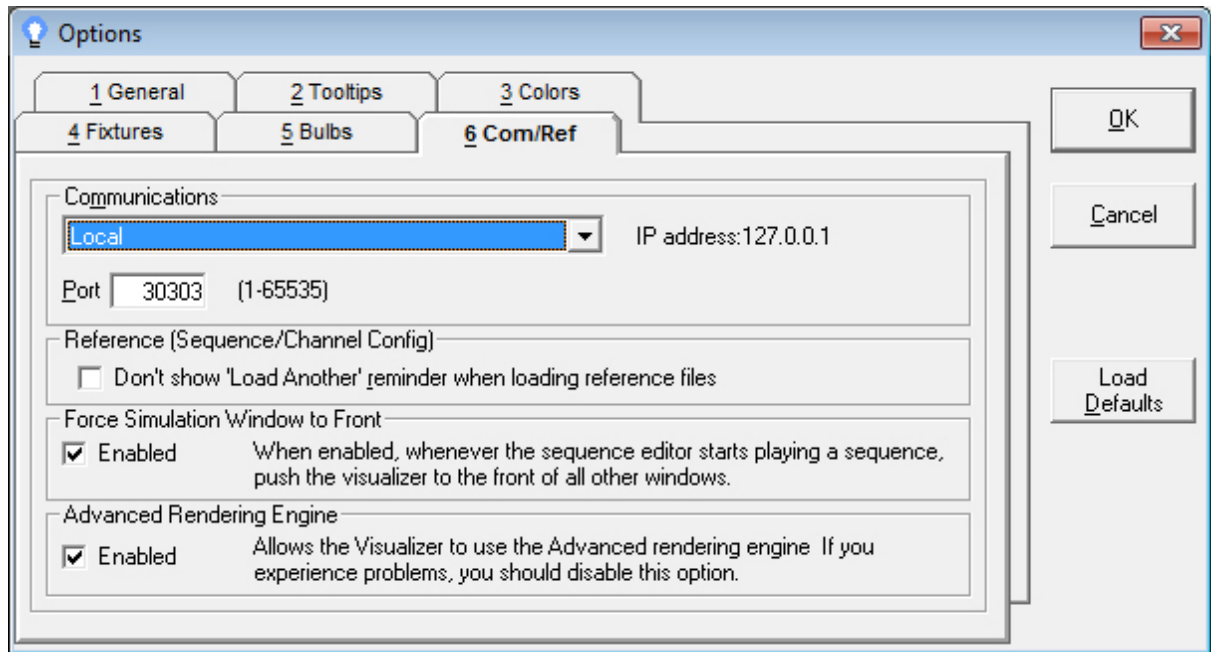 Options
1 General
2 Tooltips
3 Colors
4 Fixtures
5 Bulbs
6 Com/Ref
OK
Cancel
Load
Defaults
Communications
Local
IP address:127.0.0.1
Port 30303 (1-65535)
Reference (Sequence/Channel Config)
Don't show 'Load Another' reminder when loading reference files
Force Simulation Window to Front
Enabled
When enabled, whenever the sequence editor starts playing a sequence,
push the visualizer to the front of all other windows.
Advanced Rendering Engine
Enabled
Allows the Visualizer to use the Advanced rendering engine  If you
experience problems, you should disable this option.